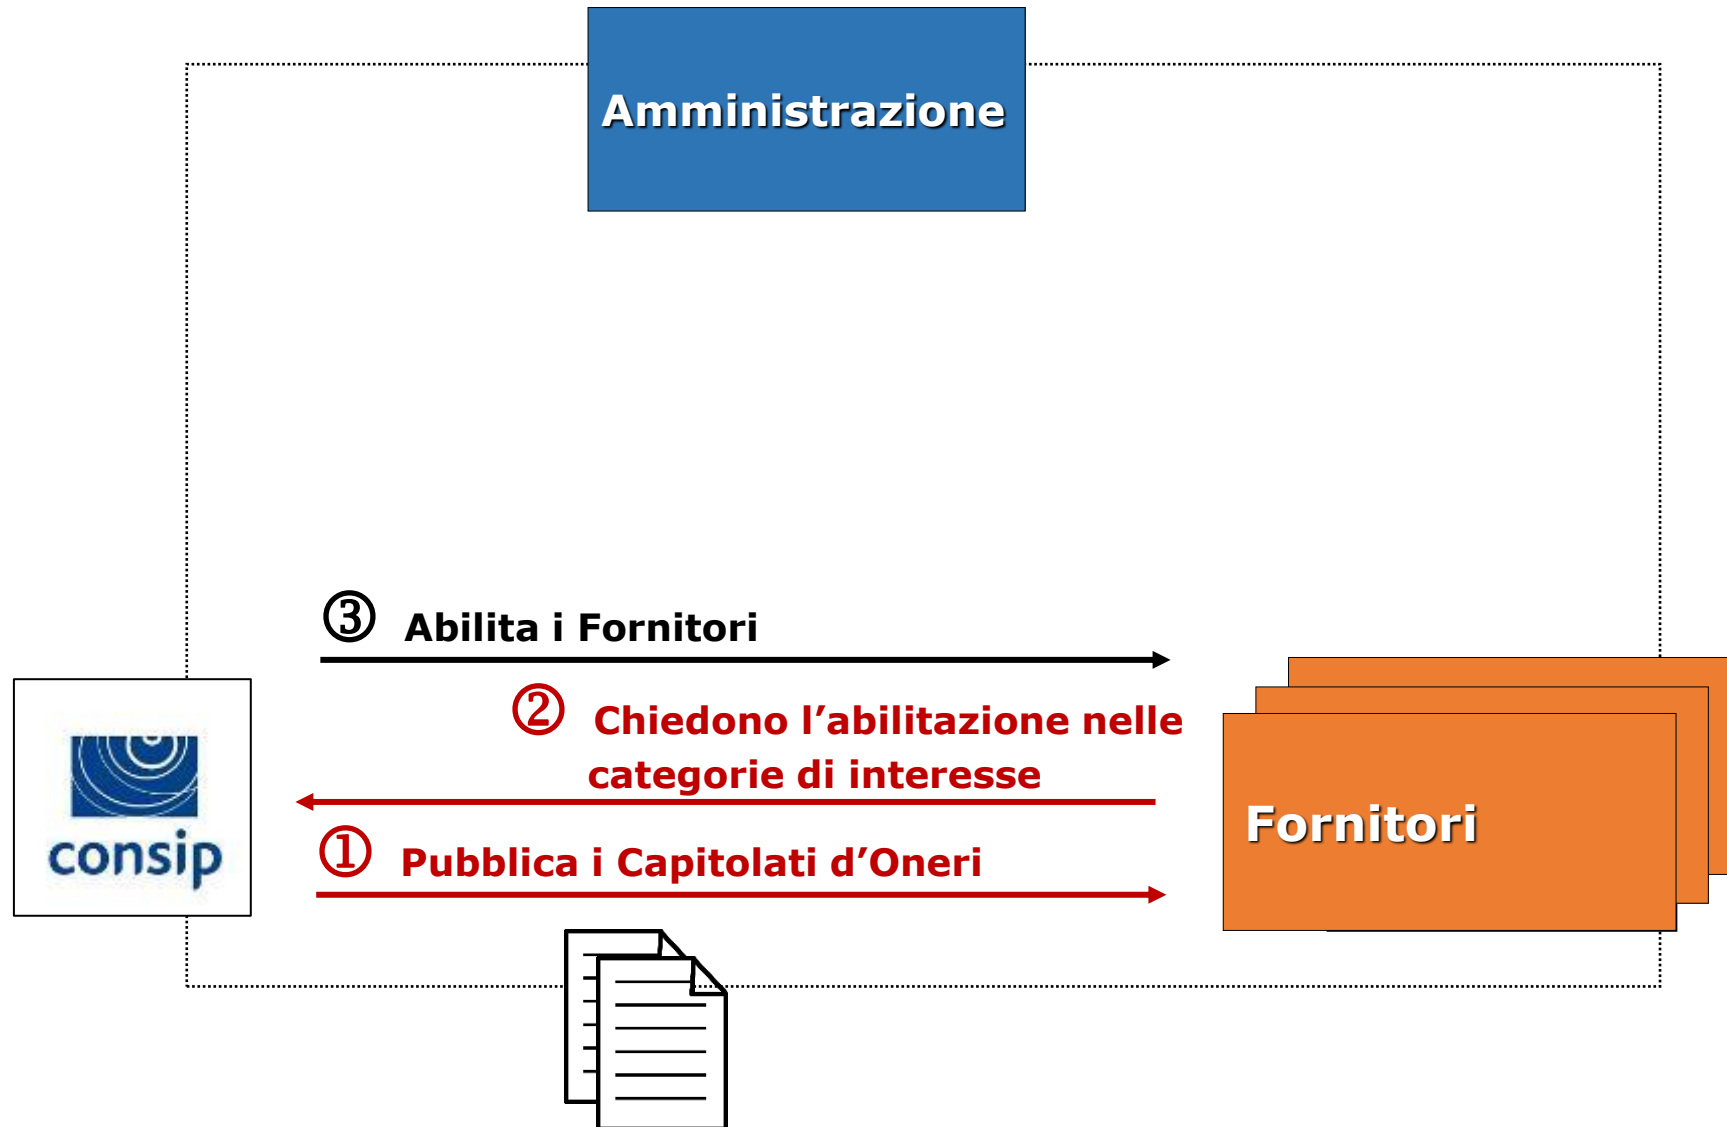 Amministrazione
③ Abilita i Fornitori
② Chiedono l’abilitazione nelle
categorie di interesse
consip
① Pubblica i Capitolati d’Oneri
Fornitori